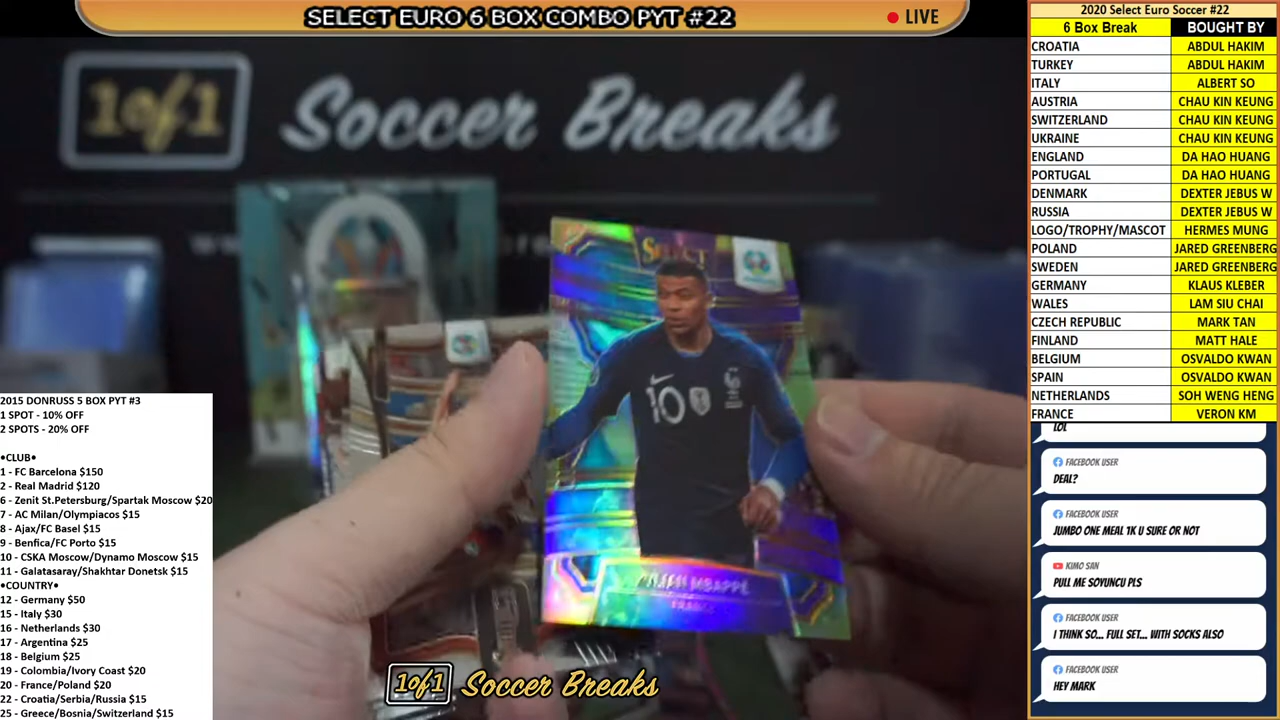 SELECT EURO 6 BOX COMBO PYT #22
LIVE
1of1 Soccer Breaks
SELECT
10
KYLIAN MBAPPE
FRANCE
1of1 Soccer Breaks
2015 DONRUSS 5 BOX PYT #3
1 SPOT - 10% OFF
2 SPOTS - 20% OFF
•CLUB•
1 - FC Barcelona $150
2 - Real Madrid $120
6 - Zenit St.Petersburg/Spartak Moscow $20
7 - AC Milan/Olympiacos $15
8 - Ajax/FC Basel $15
9 - Benfica/FC Porto $15
10 - CSKA Moscow/Dynamo Moscow $15
11 - Galatasaray/Shakhtar Donetsk $15
•COUNTRY•
12 - Germany $50
15 - Italy $30
16 - Netherlands $30
17 - Argentina $25
18 - Belgium $25
19 - Colombia/Ivory Coast $20
20 - France/Poland $20
22 - Croatia/Serbia/Russia $15
25 - Greece/Bosnia/Switzerland $15
2020 Select Euro Soccer #22
6 Box Break BOUGHT BY
CROATIA ABDUL HAKIM
TURKEY ABDUL HAKIM
ITALY ALBERT SO
AUSTRIA CHAU KIN KEUNG
SWITZERLAND CHAU KIN KEUNG
UKRAINE CHAU KIN KEUNG
ENGLAND DA HAO HUANG
PORTUGAL DA HAO HUANG
DENMARK DEXTER JEBUS W
RUSSIA DEXTER JEBUS W
LOGO/TROPHY/MASCOT HERMES MUNG
POLAND JARED GREENBERG
SWEDEN JARED GREENBERG
GERMANY KLAUS KLEBER
WALES LAM SIU CHAI
CZECH REPUBLIC MARK TAN
FINLAND MATT HALE
BELGIUM OSVALDO KWAN
SPAIN OSVALDO KWAN
NETHERLANDS SOH WENG HENG
FRANCE VERON KM
LOL
FACEBOOK USER
DEAL?
FACEBOOK USER
JUMBO ONE MEAL 1K U SURE OR NOT
KIMO SAN
PULL ME SOYUNCU PLS
FACEBOOK USER
I THINK SO... FULL SET... WITH SOCKS ALSO
FACEBOOK USER
HEY MARK